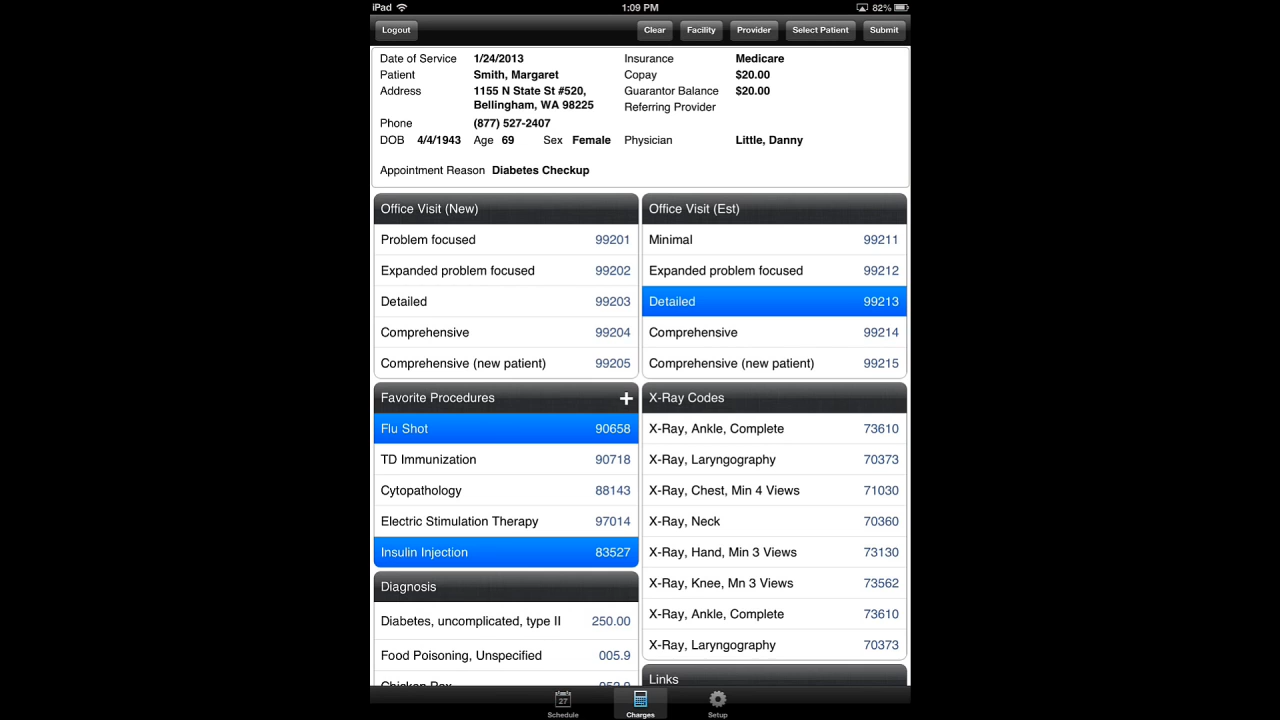 iPad 1:09 PM 82%
Logout Clear Facility Provider Select Patient Submit
Date of Service 1/24/2013 Insurance Medicare
Patient Smith, Margaret Copay $20.00
Address 1155 N State St #520, Guarantor Balance $20.00
Bellingham, WA 98225 Referring Provider
Phone (877) 527-2407
DOB 4/4/1943 Age 69 Sex Female Physician Little, Danny
Appointment Reason Diabetes Checkup
Office Visit (New)
Problem focused 99201
Expanded problem focused 99202
Detailed 99203
Comprehensive 99204
Comprehensive (new patient) 99205
Office Visit (Est)
Minimal 99211
Expanded problem focused 99212
Detailed 99213
Comprehensive 99214
Comprehensive (new patient) 99215
Favorite Procedures
Flu Shot 90658
TD Immunization 90718
Cytopathology 88143
Electric Stimulation Therapy 97014
Insulin Injection 83527
X-Ray Codes
X-Ray, Ankle, Complete 73610
X-Ray, Laryngography 70373
X-Ray, Chest, Min 4 Views 71030
X-Ray, Neck 70360
X-Ray, Hand, Min 3 Views 73130
X-Ray, Knee, Mn 3 Views 73562
X-Ray, Ankle, Complete 73610
X-Ray, Laryngography 70373
Diagnosis
Diabetes, uncomplicated, type II 250.00
Food Poisoning, Unspecified 005.9
Links
27
Schedule Charges Setup